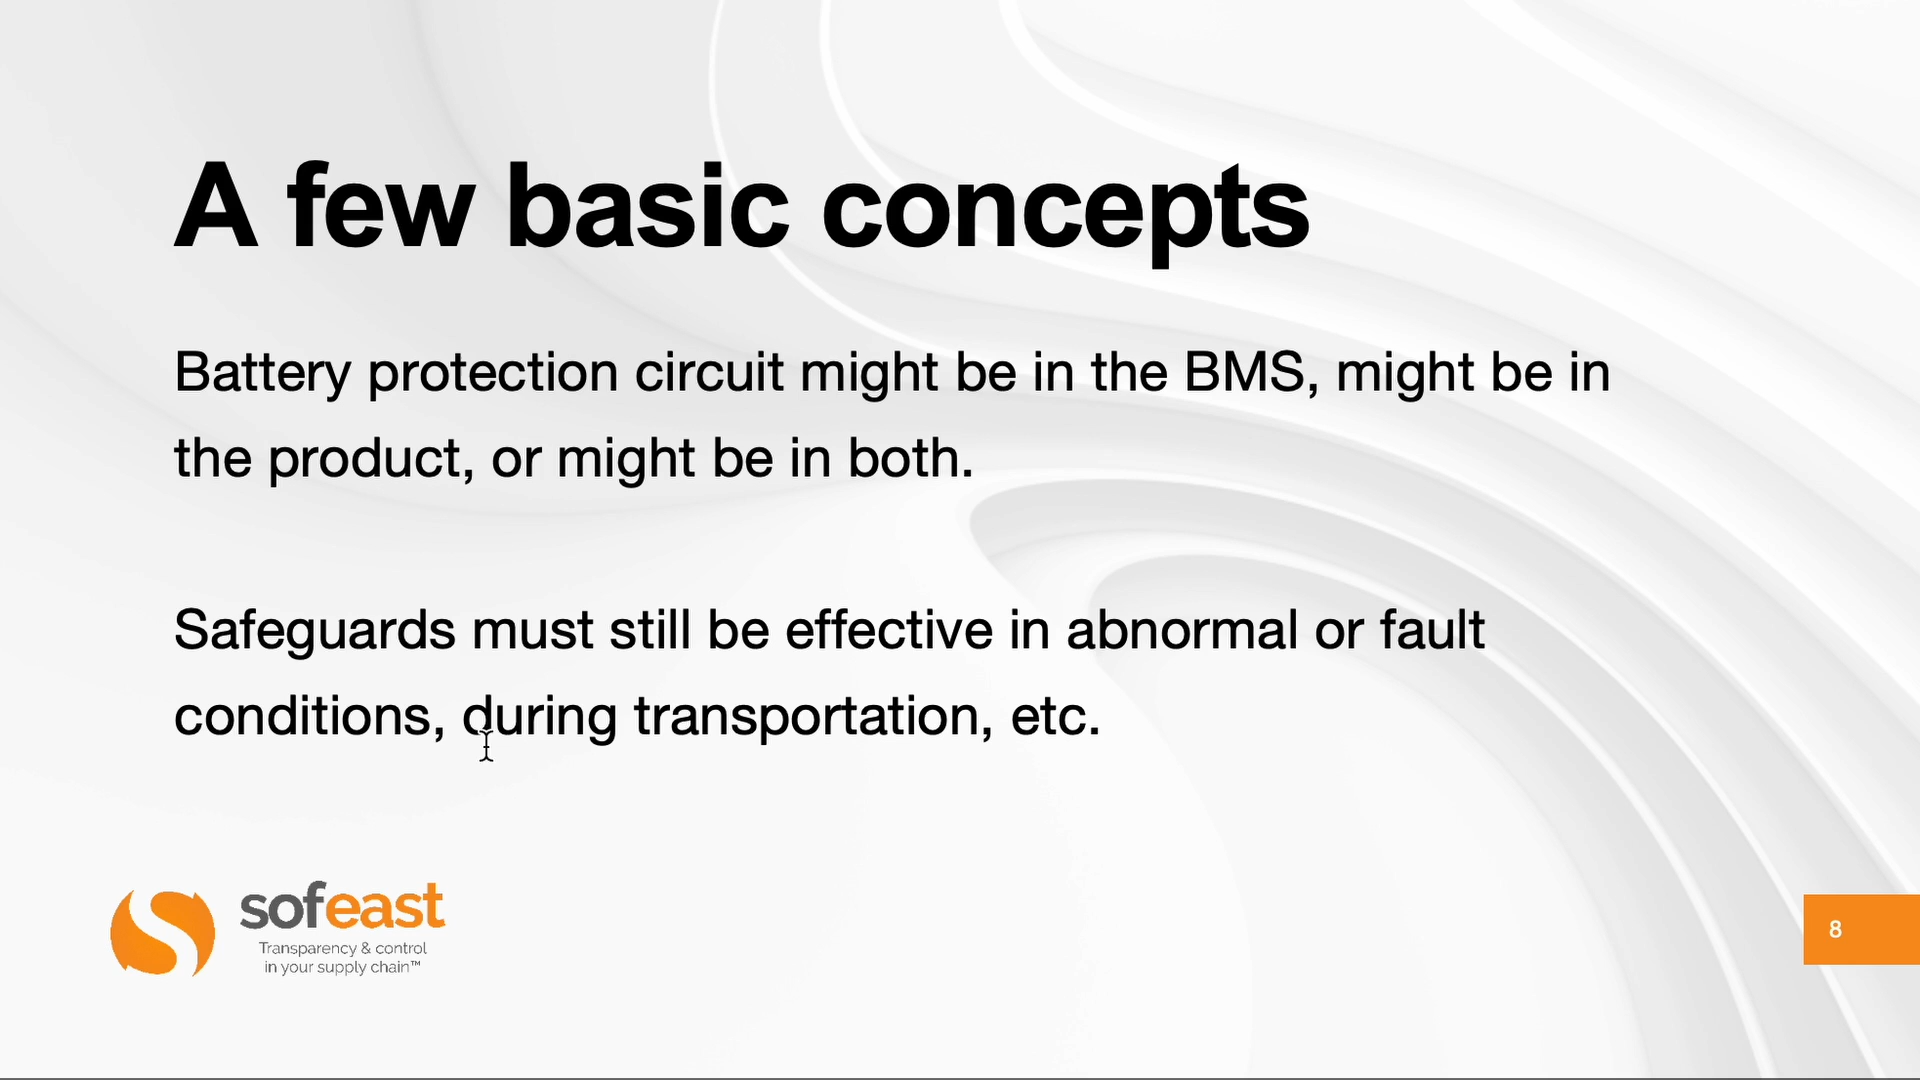 A few basic concepts
Battery protection circuit might be in the BMS, might be in
the product, or might be in both.
Safeguards must still be effective in abnormal or fault
conditions, during transportation, etc.
sofeast
Transparency & control
in your supply chain™
8